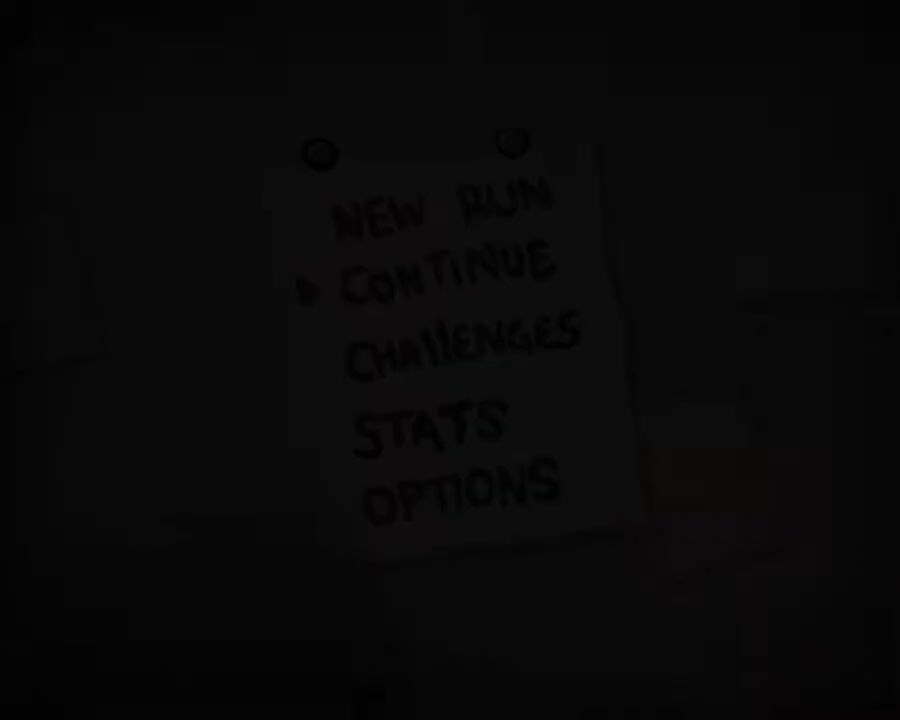 NEW RUN
CONTINUE
CHAllENGES
STATS
OPTIONS